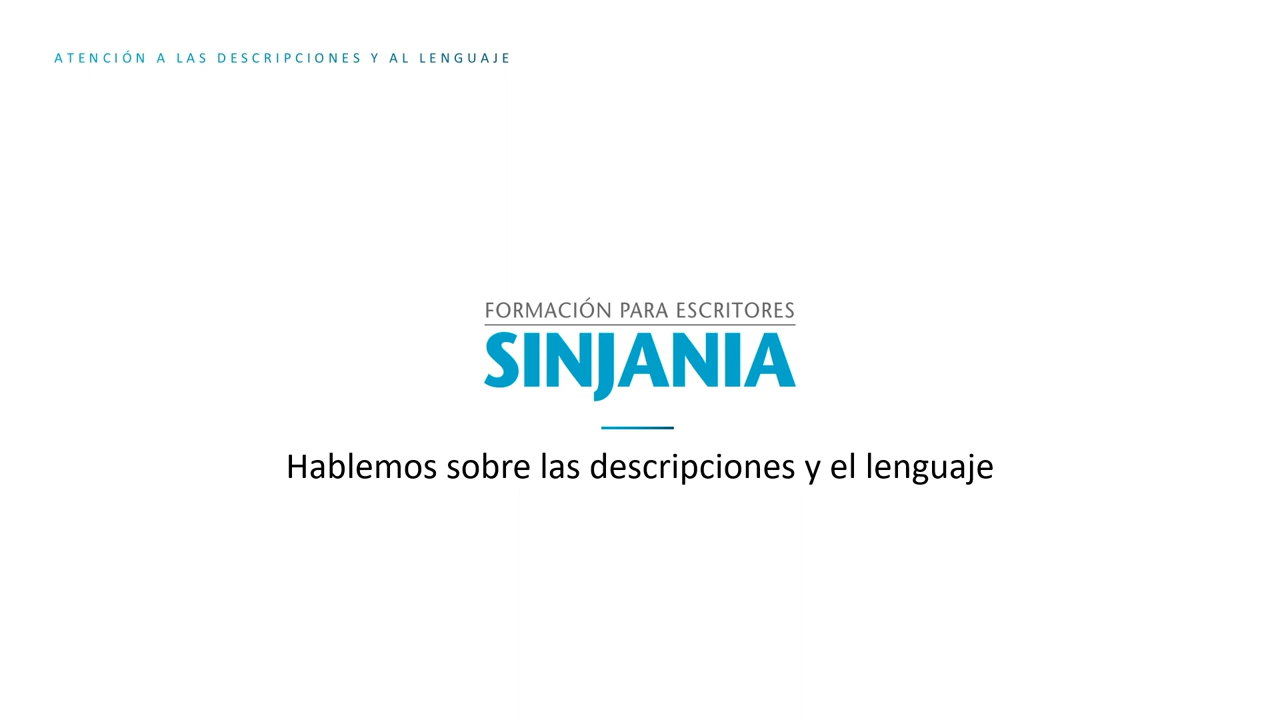 ATENCIÓN A LAS DESCRIPCIONES Y AL LENGUAJE
FORMACIÓN PARA ESCRITORES
SINJANIA
Hablemos sobre las descripciones y el lenguaje